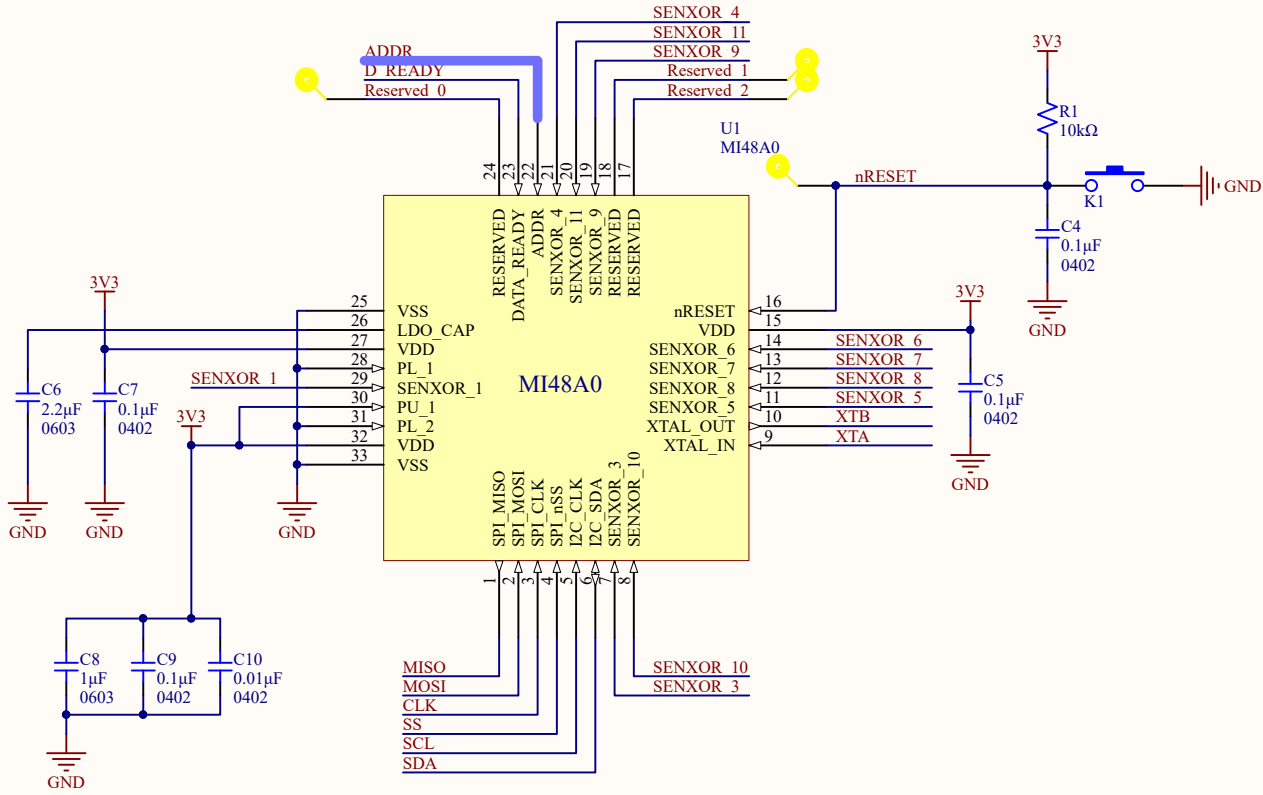 SENXOR_4
SENXOR_11
SENXOR_9
Reserved_1
Reserved_2
ADDR
D_READY
Reserved_0
3V3
R1
10kΩ
U1
MI48A0
nRESET
K1
GND
C4
0.1µF
0402
GND
24
23
22
21
20
19
18
17
RESERVED
DATA_READY
ADDR
SENXOR_4
SENXOR_11
SENXOR_9
RESERVED
RESERVED
25
26
27
28
29
30
31
32
33
VSS
LDO_CAP
VDD
PL_1
SENXOR_1
PU_1
PL_2
VDD
VSS
MI48A0
nRESET
VDD
SENXOR_6
SENXOR_7
SENXOR_8
SENXOR_5
XTAL_OUT
XTAL_IN
16
15
14
13
12
11
10
9
SENXOR_6
SENXOR_7
SENXOR_8
SENXOR_5
XTB
XTA
3V3
C5
0.1µF
0402
GND
3V3
C6
2.2µF
0603
C7
0.1µF
0402
SENXOR_1
3V3
GND
GND
GND
SPI_MISO
SPI_MOSI
SPI_CLK
SPI_nSS
I2C_CLK
I2C_SDA
SENXOR_3
SENXOR_10
1
2
3
4
5
6
7
8
C8
1µF
0603
C9
0.1µF
0402
C10
0.01µF
0402
GND
MISO
MOSI
CLK
SS
SCL
SDA
SENXOR_10
SENXOR_3